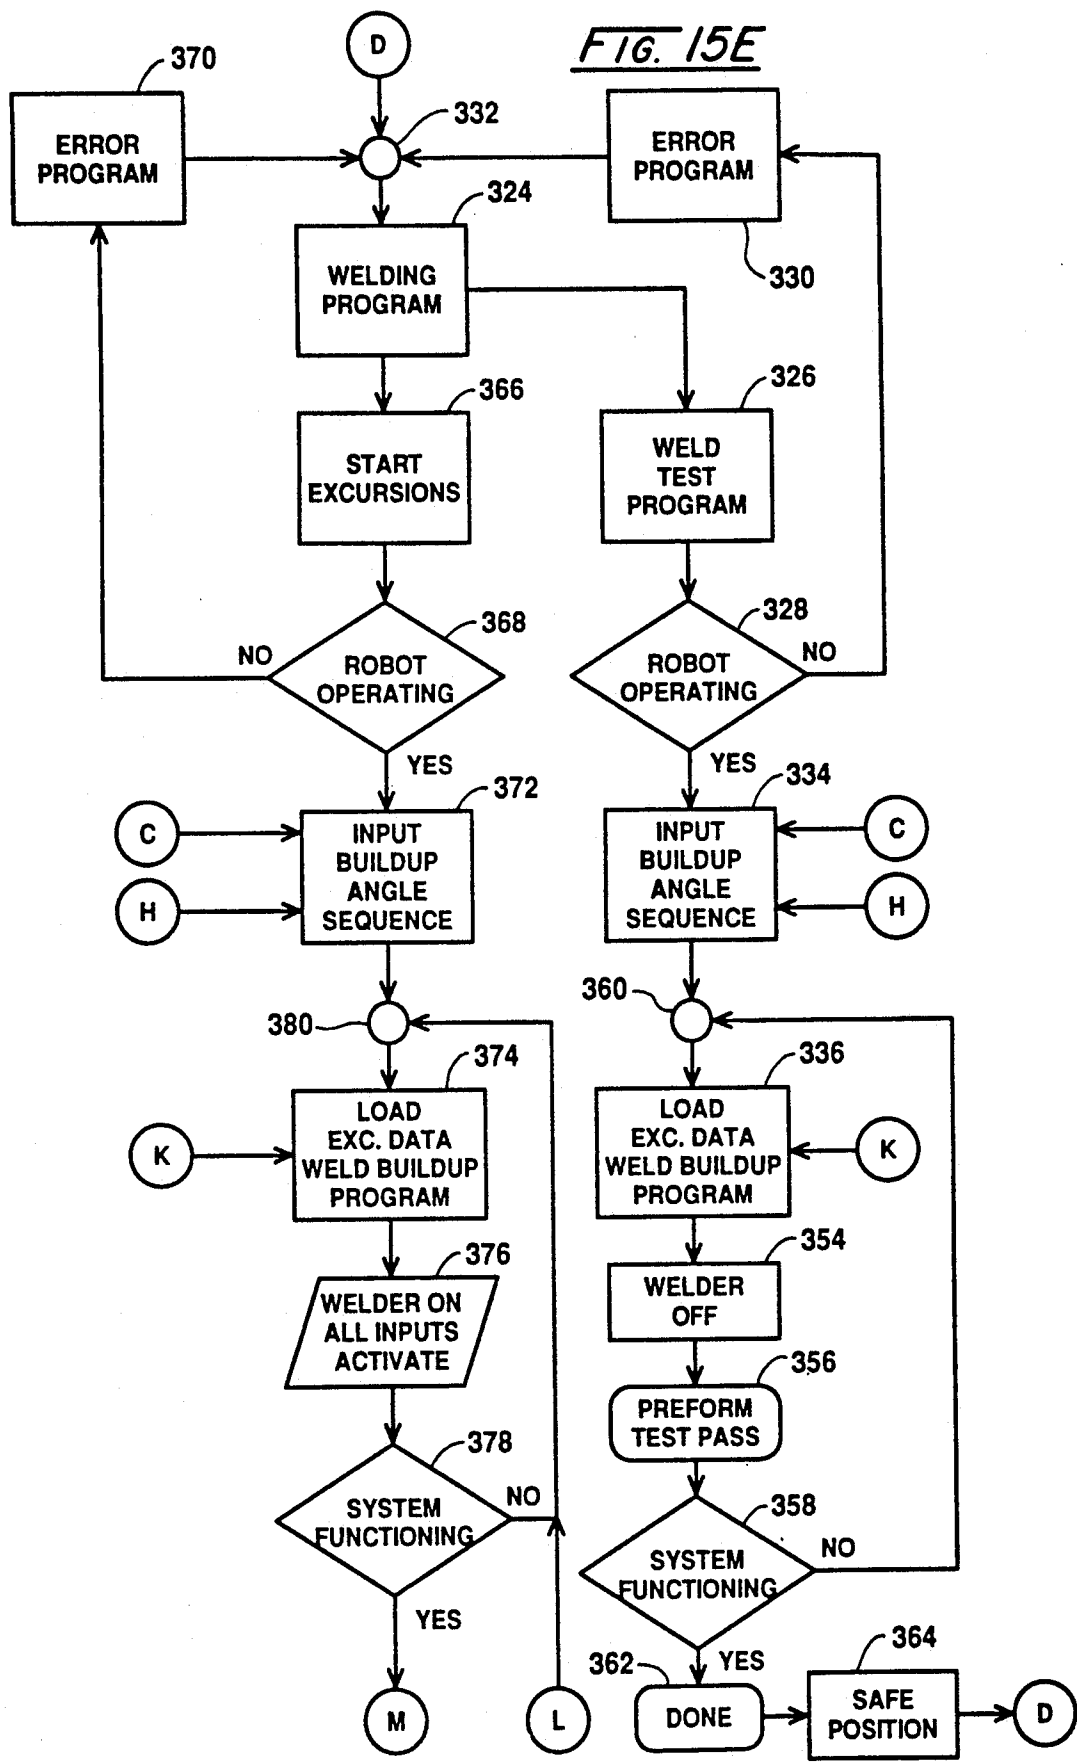 D
FIG. 15E
370
332
ERROR
PROGRAM
ERROR
PROGRAM
324
330
WELDING
PROGRAM
366
326
START
EXCURSIONS
WELD
TEST
PROGRAM
368
328
NO
ROBOT
OPERATING
ROBOT
OPERATING
NO
YES
YES
372
334
C
H
INPUT
BUILDUP
ANGLE
SEQUENCE
INPUT
BUILDUP
ANGLE
SEQUENCE
C
H
380
360
374
336
K
LOAD
EXC. DATA
WELD BUILDUP
PROGRAM
LOAD
EXC. DATA
WELD BUILDUP
PROGRAM
K
376
354
WELDER ON
ALL INPUTS
ACTIVATE
WELDER
OFF
356
PREFORM
TEST PASS
378
358
SYSTEM
FUNCTIONING
NO
SYSTEM
FUNCTIONING
NO
YES
YES
362
364
M
L
DONE
SAFE
POSITION
D